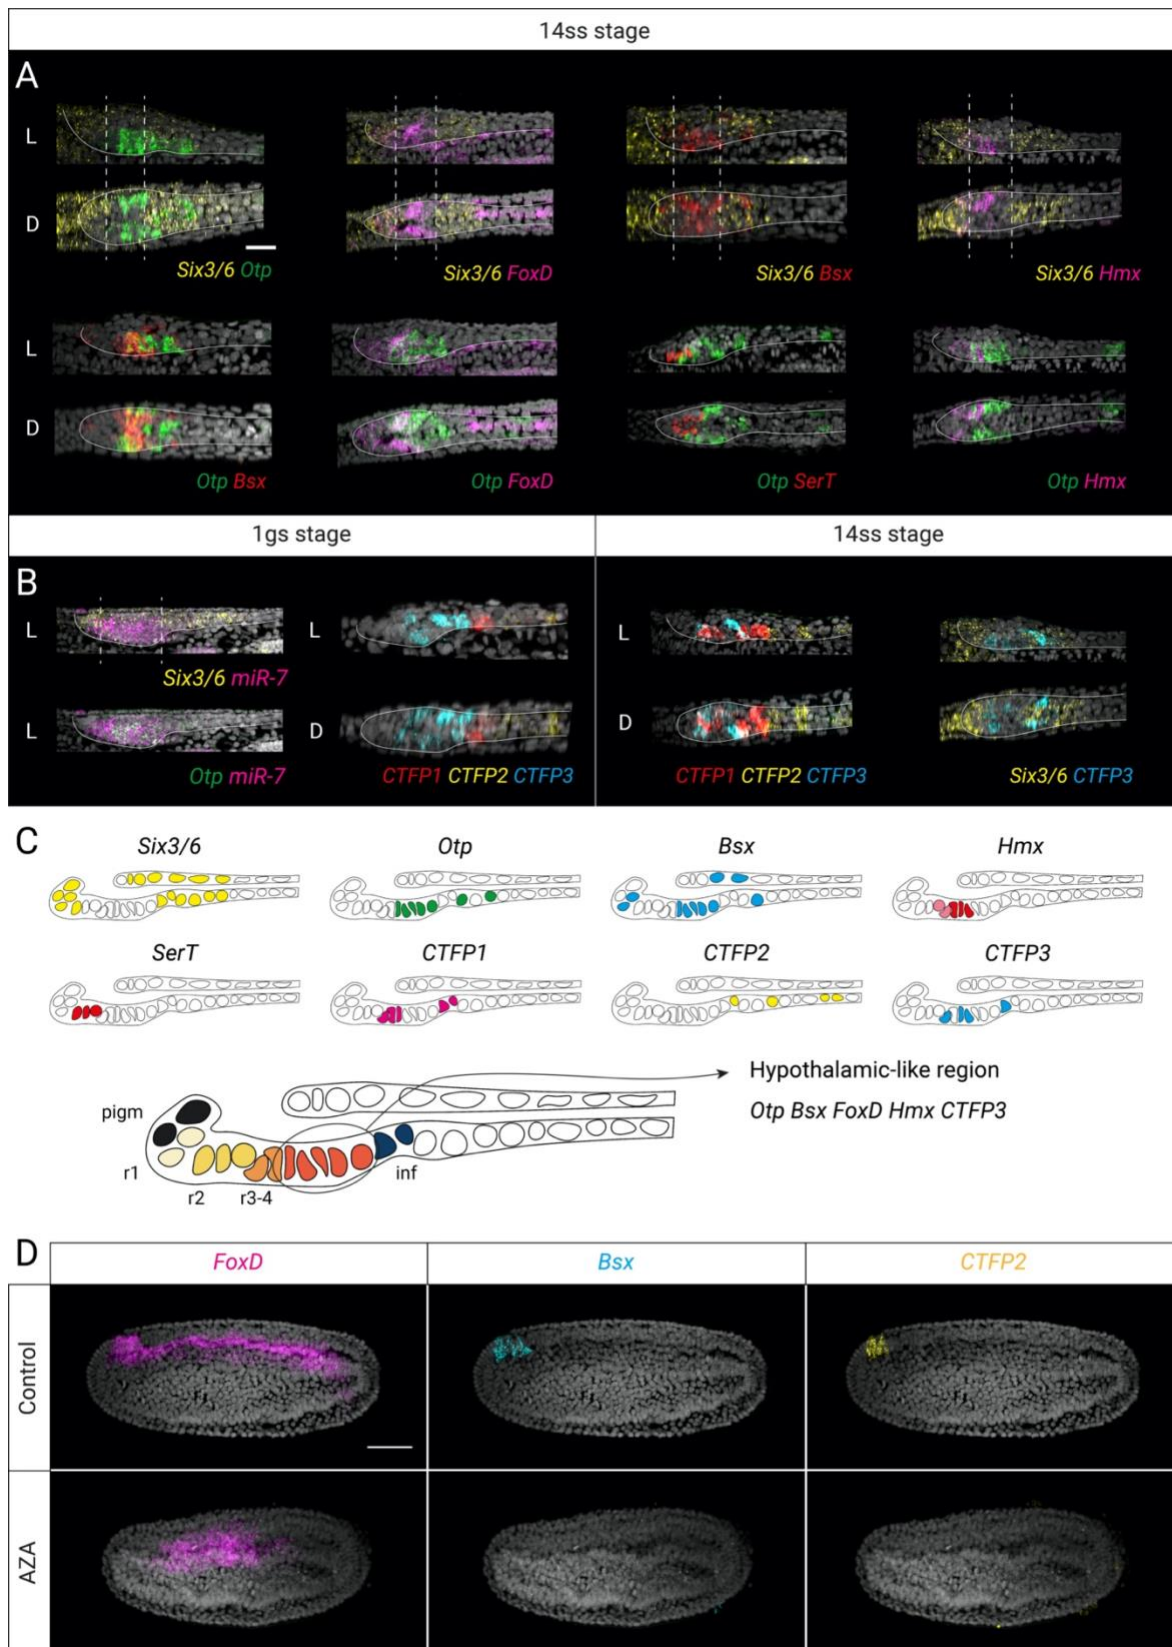 14ss stage
A
L
D
Six3/6 Otp
Six3/6 FoxD
Six3/6 Bsx
Six3/6 Hmx
L
D
Otp Bsx
Otp FoxD
Otp SerT
Otp Hmx
1gs stage
14ss stage
B
L
Six3/6 miR-7
L
Otp miR-7
L
D
CTFP1 CTFP2 CTFP3
L
D
CTFP1 CTFP2 CTFP3
Six3/6 CTFP3
C
Six3/6
Otp
Bsx
Hmx
SerT
CTFP1
CTFP2
CTFP3
pigm
r1
r2
r3-4
inf
Hypothalamic-like region
Otp Bsx FoxD Hmx CTFP3
D
FoxD
Bsx
CTFP2
Control
AZA